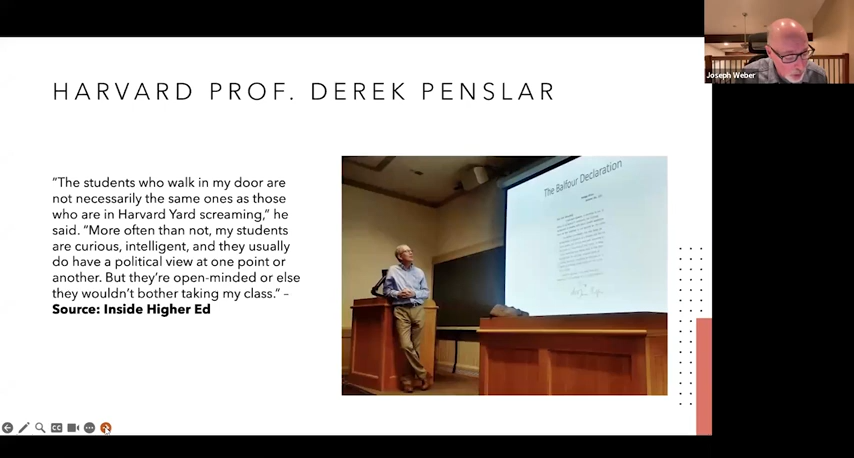 HARVARD PROF. DEREK PENSLAR
Joseph Weber
"The students who walk in my door are
not necessarily the same ones as those
who are in Harvard Yard screaming," he
said. "More often than not, my students
are curious, intelligent, and they usually
do have a political view at one point or
another. But they're open-minded or else
they wouldn't bother taking my class." –
Source: Inside Higher Ed
The Balfour Declaration
CC